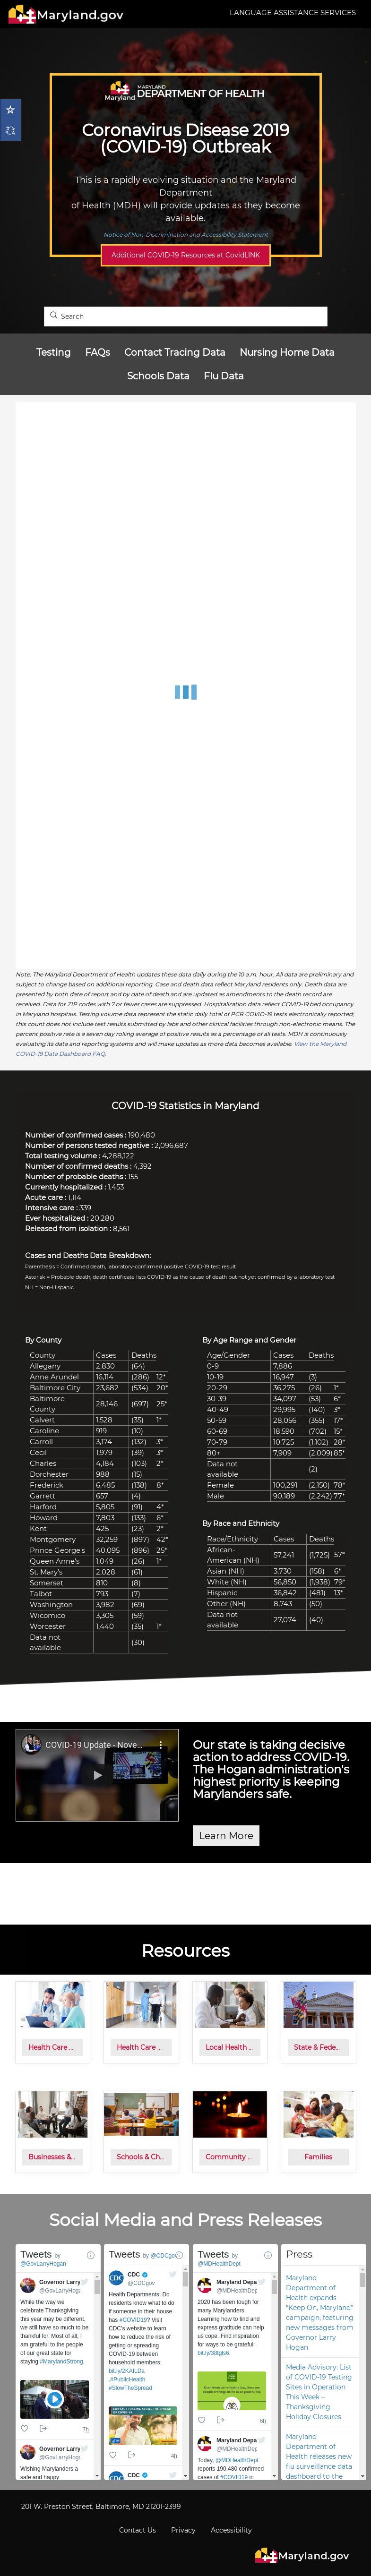 Maryland.gov
LANGUAGE ASSISTANCE SERVICES
Maryland
MARYLAND
DEPARTMENT OF HEALTH
Coronavirus Disease 2019
(COVID-19) Outbreak
This is a rapidly evolving situation and the Maryland
Department
of Health (MDH) will provide updates as they become
available.
Notice of Non-Discrimination and Accessibility Statement
Additional COVID-19 Resources at CovidLINK
Search
Testing FAQs Contact Tracing Data Nursing Home Data
Schools Data Flu Data
Note: The Maryland Department of Health updates these data daily during the 10 a.m. hour. All data are preliminary and
subject to change based on additional reporting. Case and death data reflect Maryland residents only. Death data are
presented by both date of report and by date of death and are updated as amendments to the death record are
received. Data for ZIP codes with 7 or fewer cases are suppressed. Hospitalization data reflect COVID-19 bed occupancy
in Maryland hospitals. Testing volume data represent the static daily total of PCR COVID-19 tests electronically reported;
this count does not include test results submitted by labs and other clinical facilities through non-electronic means. The
percent positive rate is a seven day rolling average of positive results as a percentage of all tests. MDH is continuously
evaluating its data and reporting systems and will make updates as more data becomes available. View the Maryland
COVID-19 Data Dashboard FAQ.
COVID-19 Statistics in Maryland
Number of confirmed cases : 190,480
Number of persons tested negative : 2,096,687
Total testing volume : 4,288,122
Number of confirmed deaths : 4,392
Number of probable deaths : 155
Currently hospitalized : 1,453
Acute care : 1,114
Intensive care : 339
Ever hospitalized : 20,280
Released from isolation : 8,561
Cases and Deaths Data Breakdown:
Parenthesis = Confirmed death, laboratory-confirmed positive COVID-19 test result
Asterisk = Probable death, death certificate lists COVID-19 as the cause of death but not yet confirmed by a laboratory test
NH = Non-Hispanic
By County
County Cases Deaths
Allegany 2,830 (64)
Anne Arundel 16,114 (286) 12*
Baltimore City 23,682 (534) 20*
Baltimore
County 28,146 (697) 25*
Calvert 1,528 (35) 1*
Caroline 919 (10)
Carroll 3,174 (132) 3*
Cecil 1,979 (39) 3*
Charles 4,184 (103) 2*
Dorchester 988 (15)
Frederick 6,485 (138) 8*
Garrett 657 (4)
Harford 5,805 (91) 4*
Howard 7,803 (133) 6*
Kent 425 (23) 2*
Montgomery 32,259 (897) 42*
Prince George's 40,095 (896) 25*
Queen Anne's 1,049 (26) 1*
St. Mary's 2,028 (61)
Somerset 810 (8)
Talbot 793 (7)
Washington 3,982 (69)
Wicomico 3,305 (59)
Worcester 1,440 (35) 1*
Data not
available (30)
By Age Range and Gender
Age/Gender Cases Deaths
0-9 7,886
10-19 16,947 (3)
20-29 36,275 (26) 1*
30-39 34,097 (53) 6*
40-49 29,995 (140) 3*
50-59 28,056 (355) 17*
60-69 18,590 (702) 15*
70-79 10,725 (1,102) 28*
80+ 7,909 (2,009) 85*
Data not
available (2)
Female 100,291 (2,150) 78*
Male 90,189 (2,242) 77*
By Race and Ethnicity
Race/Ethnicity Cases Deaths
African-
American (NH) 57,241 (1,725) 57*
Asian (NH) 3,730 (158) 6*
White (NH) 56,850 (1,938) 79*
Hispanic 36,842 (481) 13*
Other (NH) 8,743 (50)
Data not
available 27,074 (40)
COVID-19 Update - Nove...
Our state is taking decisive
action to address COVID-19.
The Hogan administration's
highest priority is keeping
Marylanders safe.
Learn More
Resources
Health Care ...
Health Care ...
Local Health ...
State & Fede...
Businesses &...
Schools & Ch...
Community ...
Families
Social Media and Press Releases
Tweets by
@GovLarryHogan
Governor Larry
@GovLarryHoga
While the way we
celebrate Thanksgiving
this year may be different,
we still have so much to be
thankful for. Most of all, I
am grateful to the people
of our great state for
staying #MarylandStrong.
7h
Governor Larry
@GovLarryHoga
Wishing Marylanders a
safe and happy
Tweets by @CDCgov
CDC
@CDCgov
Health Departments: Do
residents know what to do
if someone in their house
has #COVID19? Visit
CDC's website to learn
how to reduce the risk of
getting or spreading
COVID-19 between
household members:
bit.ly/2KAILDa
.#PublicHealth
#SlowTheSpread
4h
CDC
Tweets by
@MDHealthDept
Maryland Depa
@MDHealthDep
2020 has been tough for
many Marylanders.
Learning how to find and
express gratitude can help
us cope. Find inspiration
for ways to be grateful:
6h
Maryland Depa
@MDHealthDep
Today, @MDHealthDept
reports 190,480 confirmed
cases of #COVID19 in
Press
Maryland
Department of
Health expands
"Keep On, Maryland"
campaign, featuring
new messages from
Governor Larry
Hogan
Media Advisory: List
of COVID-19 Testing
Sites in Operation
This Week –
Thanksgiving
Holiday Closures
Maryland
Department of
Health releases new
flu surveillance data
dashboard to the
201 W. Preston Street, Baltimore, MD 21201-2399
Contact Us Privacy Accessibility
Maryland.gov